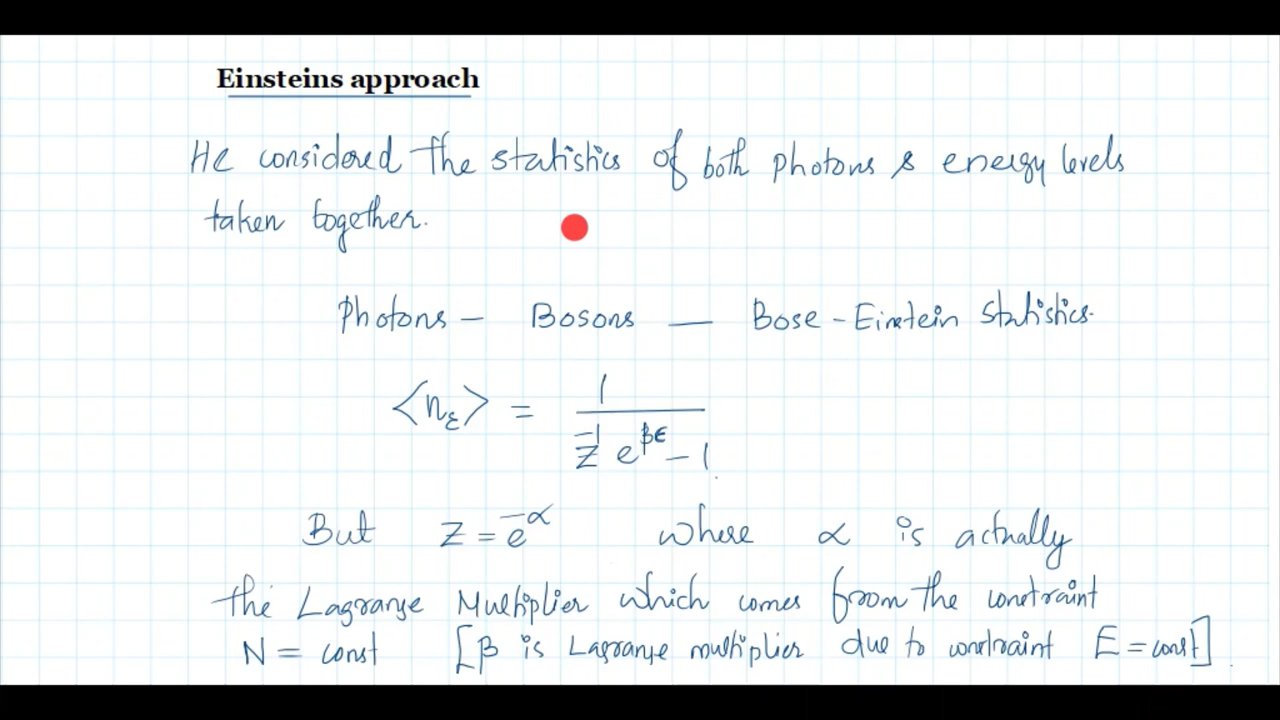 Einsteins approach
He considered the statistics of both photons & energy levels
taken together.
Photons – Bosons — Bose-Einstein Statistics.
<n_ε> = 1 / (z^{-1} e^{βϵ} - 1)
But z = e^{-α} where α is actually
the Lagrange Multiplier which comes from the constraint
N = const [β is Lagrange multiplier due to constraint E = const].